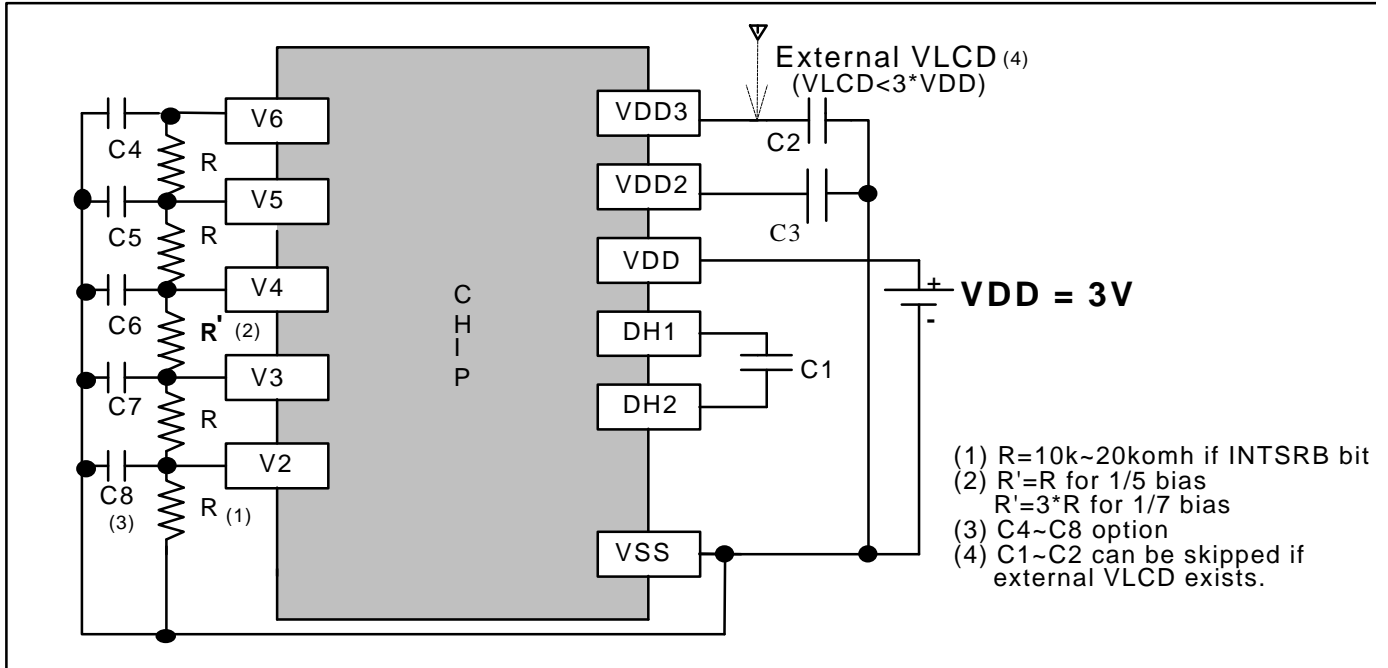 External VLCD (4)
(VLCD<3*VDD)
V6
VDD3
C4
C2
R
V5
VDD2
C5
R
C3
VDD
V4
VDD = 3V
+
-
C6
R' (2)
CHIP
DH1
V3
C1
C7
R
DH2
V2
C8
(3)
R (1)
VSS
(1) R=10k~20komh if INTSRB bit
(2) R'=R for 1/5 bias
R'=3*R for 1/7 bias
(3) C4~C8 option
(4) C1~C2 can be skipped if
external VLCD exists.